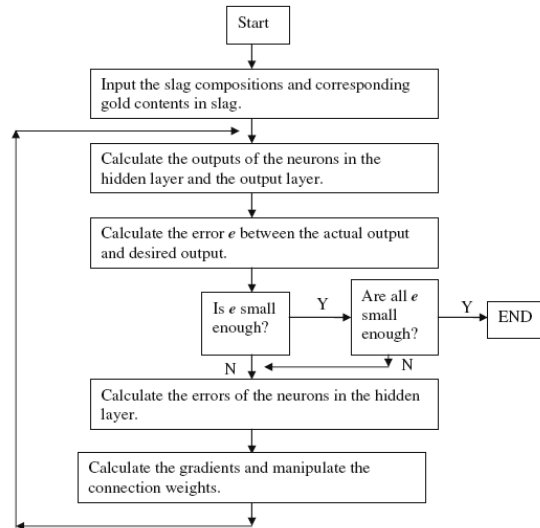 Start
Input the slag compositions and corresponding
gold contents in slag.
Calculate the outputs of the neurons in the
hidden layer and the output layer.
Calculate the error e between the actual output
and desired output.
Is e small
enough?
Y
Are all e
small
enough?
Y
END
N
N
Calculate the errors of the neurons in the hidden
layer.
Calculate the gradients and manipulate the
connection weights.